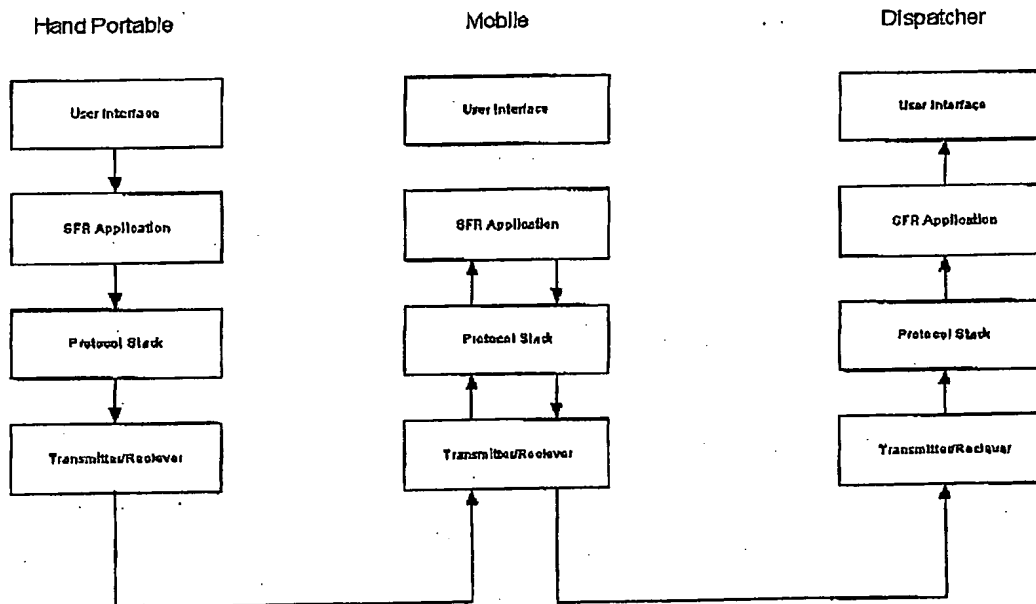 Hand Portable
Mobile
Dispatcher
User Interface
User Interface
User Interface
SFR Application
SFR Application
SFR Application
Protocol Stack
Protocol Stack
Protocol Stack
Transmitter/Reciever
Transmitter/Reciever
Transmitter/Reciever